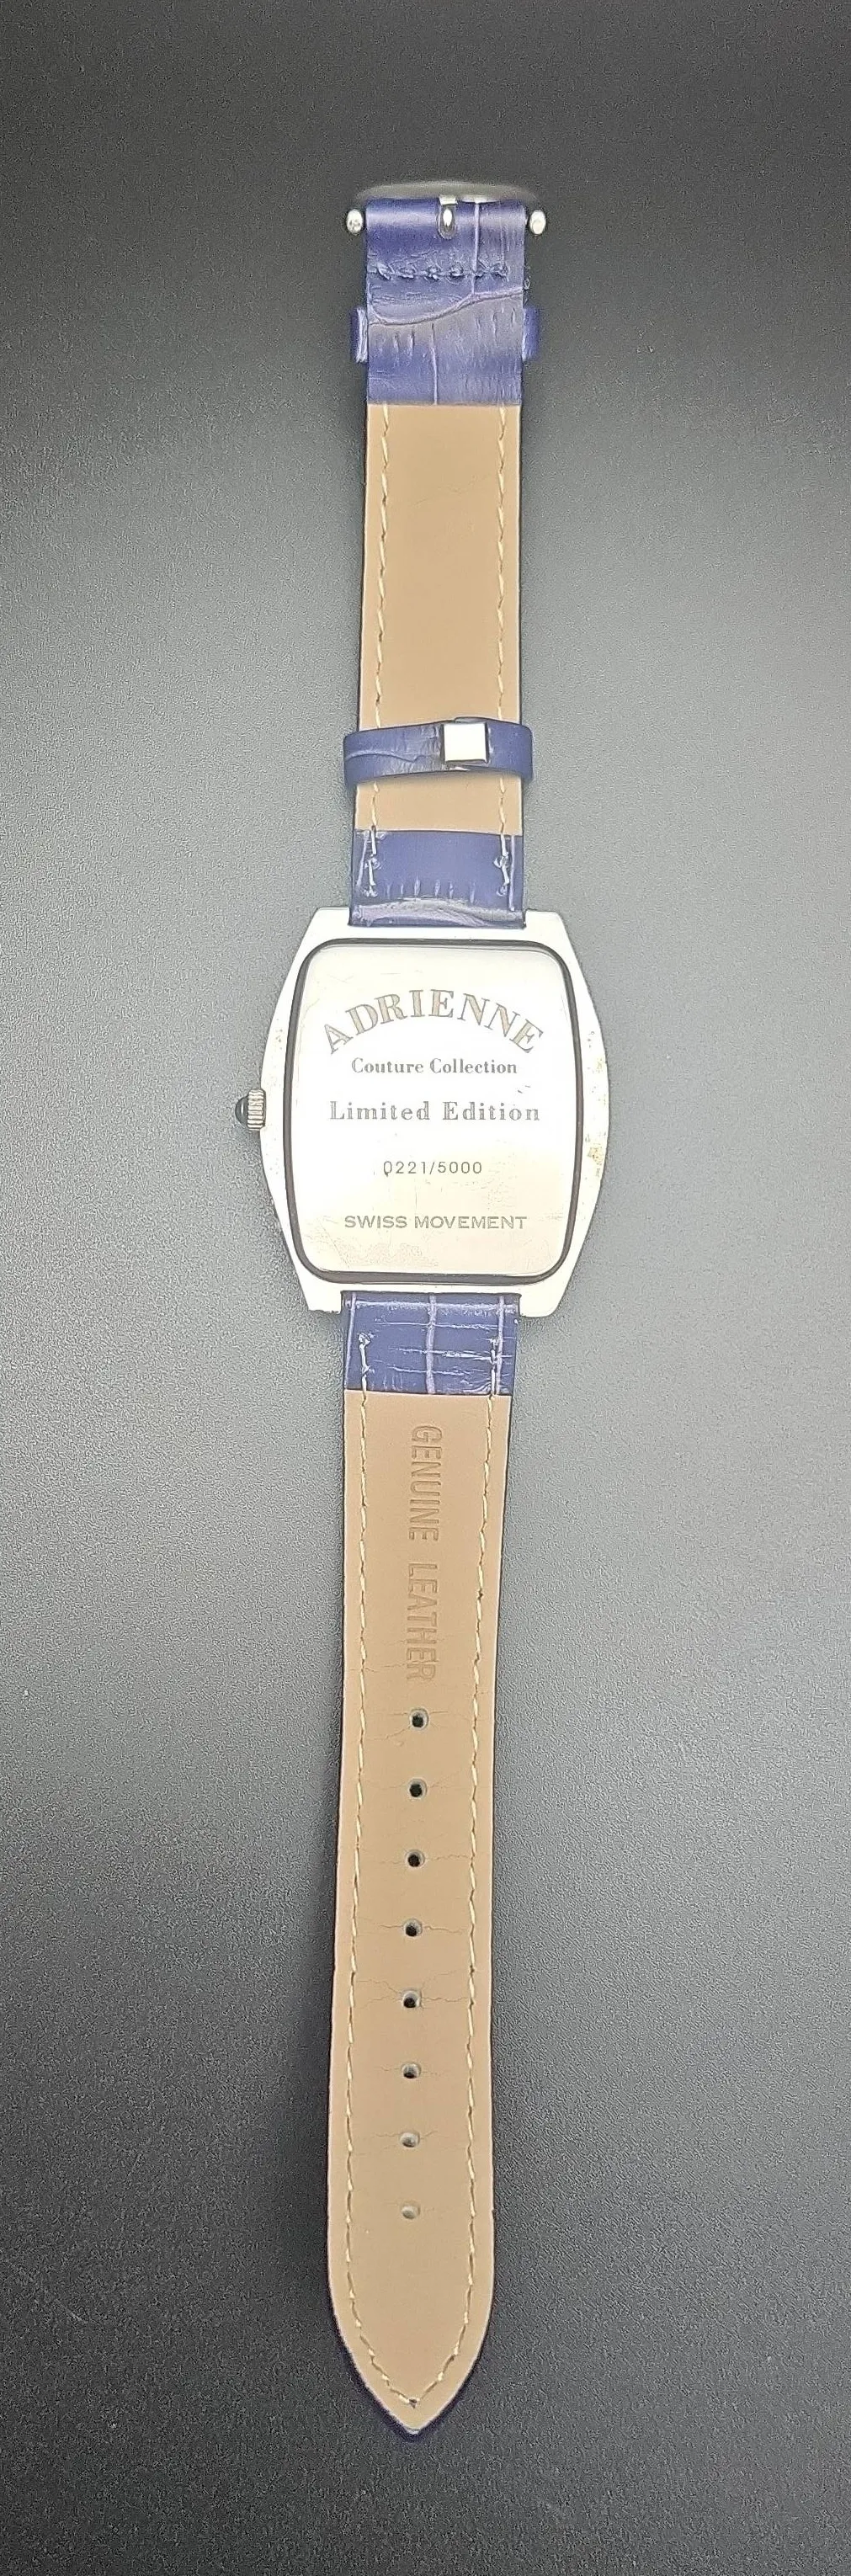 ADRIENNE
Couture Collection
Limited Edition
0221/5000
SWISS MOVEMENT
GENUINE LEATHER